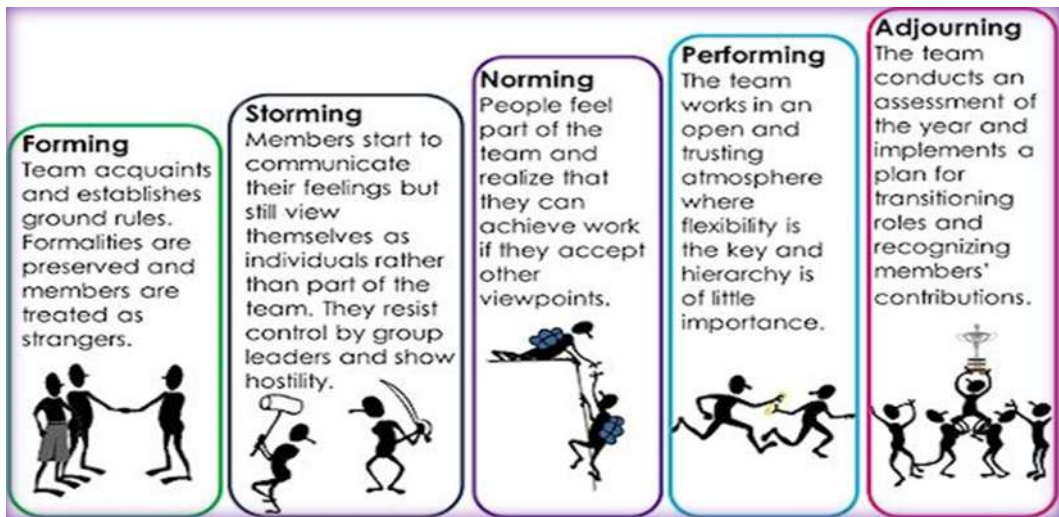 Forming
Team acquaints
and establishes
ground rules.
Formalities are
preserved and
members are
treated as
strangers.
Storming
Members start to
communicate
their feelings but
still view
themselves as
individuals rather
than part of the
team. They resist
control by group
leaders and show
hostility.
Norming
People feel
part of the
team and
realize that
they can
achieve work
if they accept
other
viewpoints.
Performing
The team
works in an
open and
trusting
atmosphere
where
flexibility is
the key and
hierarchy is
of little
importance.
Adjourning
The team
conducts an
assessment of
the year and
implements a
plan for
transitioning
roles and
recognizing
members'
contributions.